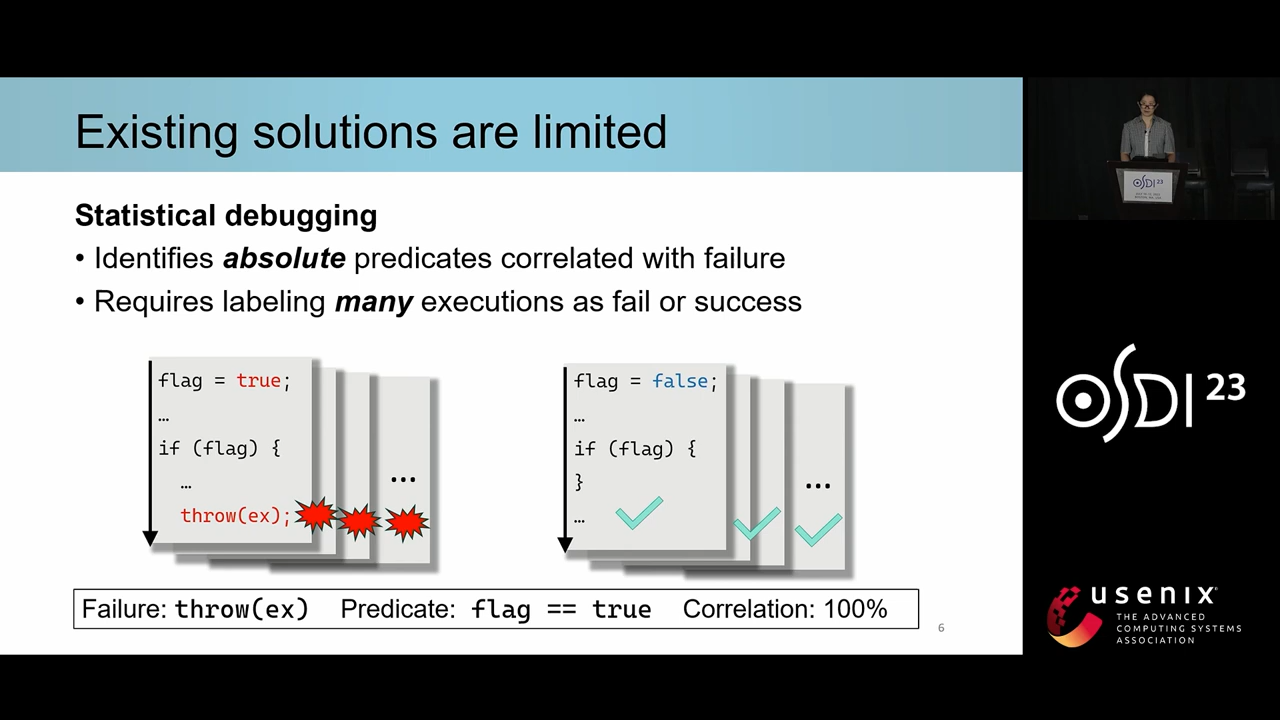 Existing solutions are limited
Statistical debugging
• Identifies absolute predicates correlated with failure
• Requires labeling many executions as fail or success
flag = true;
…
if (flag) {
…
throw(ex);
...
flag = false;
…
if (flag) {
}
…
...
Failure: throw(ex) Predicate: flag == true Correlation: 100%
6
OSDI 23
OSDI 23
usenix
THE ADVANCED
COMPUTING SYSTEMS
ASSOCIATION